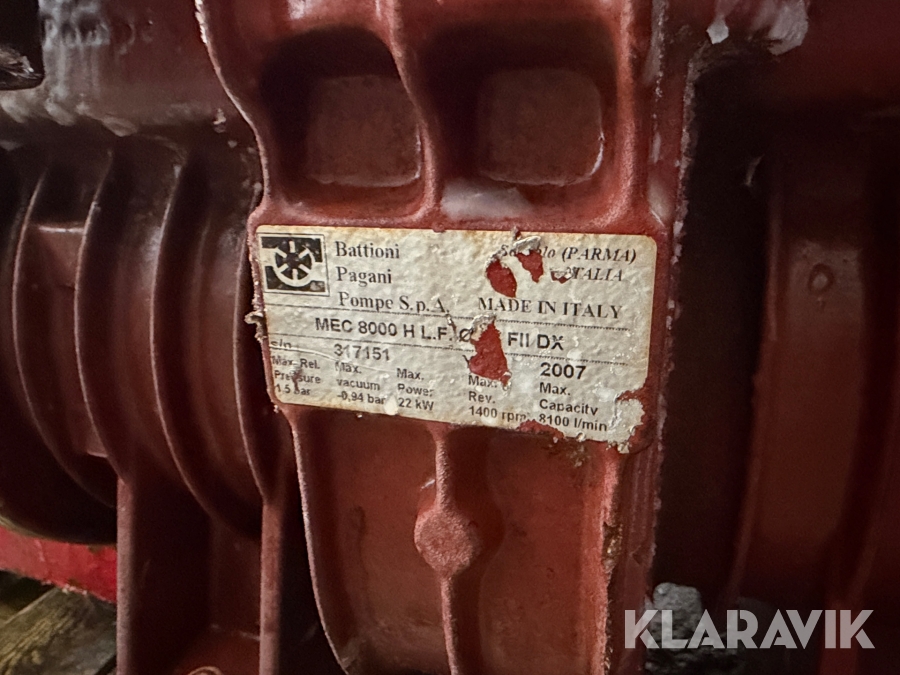 Battioni
Pagani
Pompe S.p.A.
(PARMA)
ITALIA
MADE IN ITALY
MEC 8000 H L.F. FII DX
s/n 317151 2007
Max. Rel. Pressure 1.5 bar
Max. vacuum -0,94 bar
Max. Power 22 kW
Max. Rev. 1400 rpm
Max. Capacity 8100 l/min
KLARAVIK